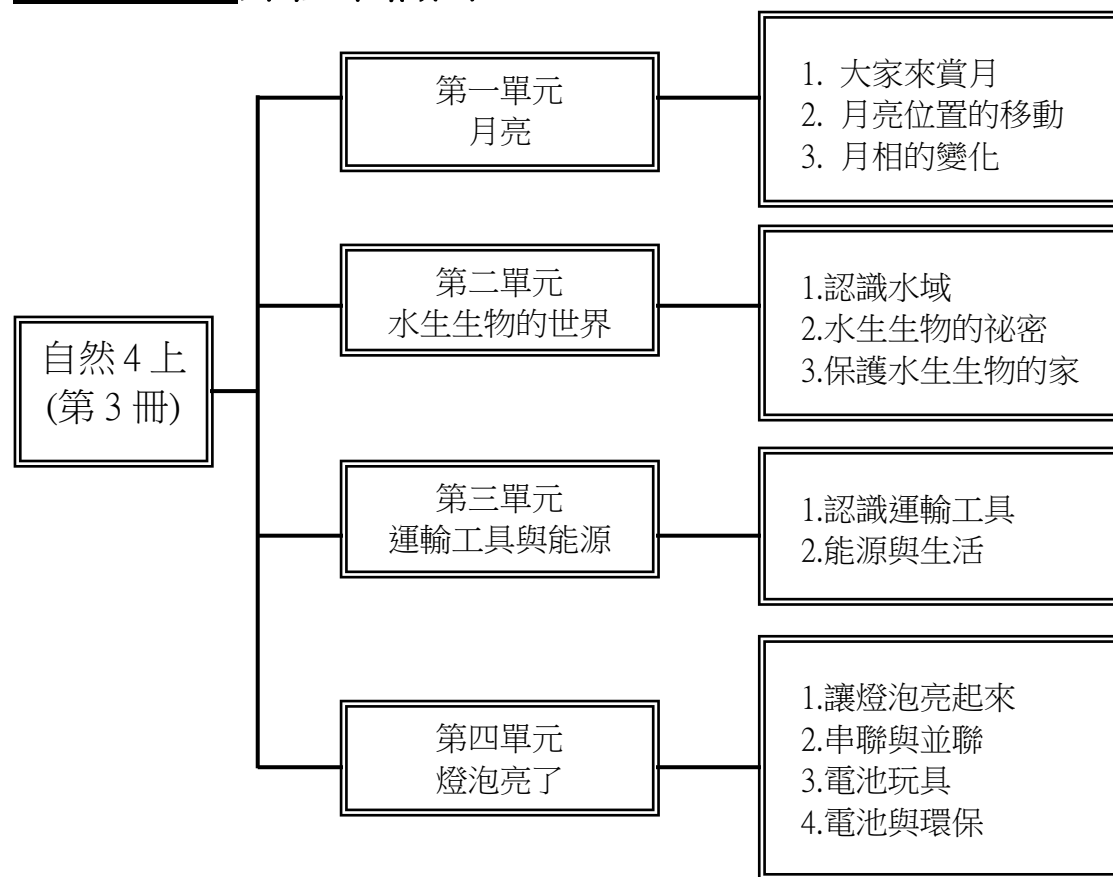 自然 4 上
(第 3 冊)
第一單元
月亮
1. 大家來賞月
2. 月亮位置的移動
3. 月相的變化
第二單元
水生生物的世界
1.認識水域
2.水生生物的祕密
3.保護水生生物的家
第三單元
運輸工具與能源
1.認識運輸工具
2.能源與生活
第四單元
燈泡亮了
1.讓燈泡亮起來
2.串聯與並聯
3.電池玩具
4.電池與環保